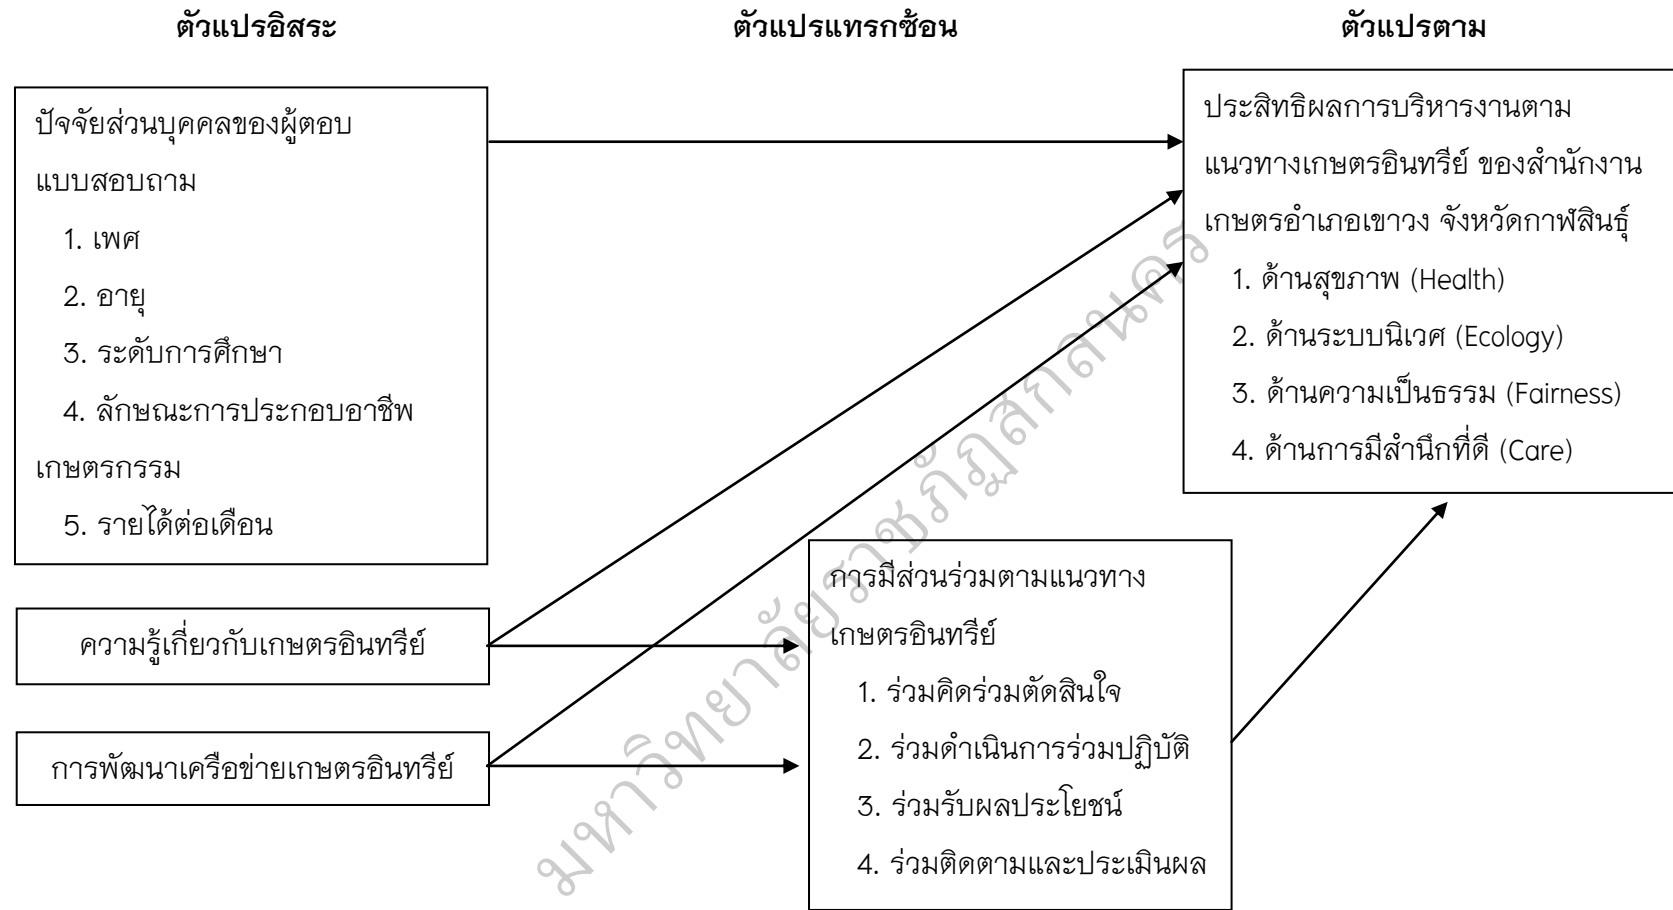 ตัวแปรอิสระ
ตัวแปรแทรกซ้อน
ตัวแปรตาม
ปัจจัยส่วนบุคคลของผู้ตอบ
แบบสอบถาม
1. เพศ
2. อายุ
3. ระดับการศึกษา
4. ลักษณะการประกอบอาชีพ
เกษตรกรรม
5. รายได้ต่อเดือน
ความรู้เกี่ยวกับเกษตรอินทรีย์
การพัฒนาเครือข่ายเกษตรอินทรีย์
การมีส่วนร่วมตามแนวทาง
เกษตรอินทรีย์
1. ร่วมคิดร่วมตัดสินใจ
2. ร่วมดำเนินการร่วมปฏิบัติ
3. ร่วมรับผลประโยชน์
4. ร่วมติดตามและประเมินผล
ประสิทธิผลการบริหารงานตาม
แนวทางเกษตรอินทรีย์ ของสำนักงาน
เกษตรอำเภอเขาวง จังหวัดกาฬสินธุ์
1. ด้านสุขภาพ (Health)
2. ด้านระบบนิเวศ (Ecology)
3. ด้านความเป็นธรรม (Fairness)
4. ด้านการมีสำนึกที่ดี (Care)
มหาวิทยาลัยราชภัฏสกลนคร